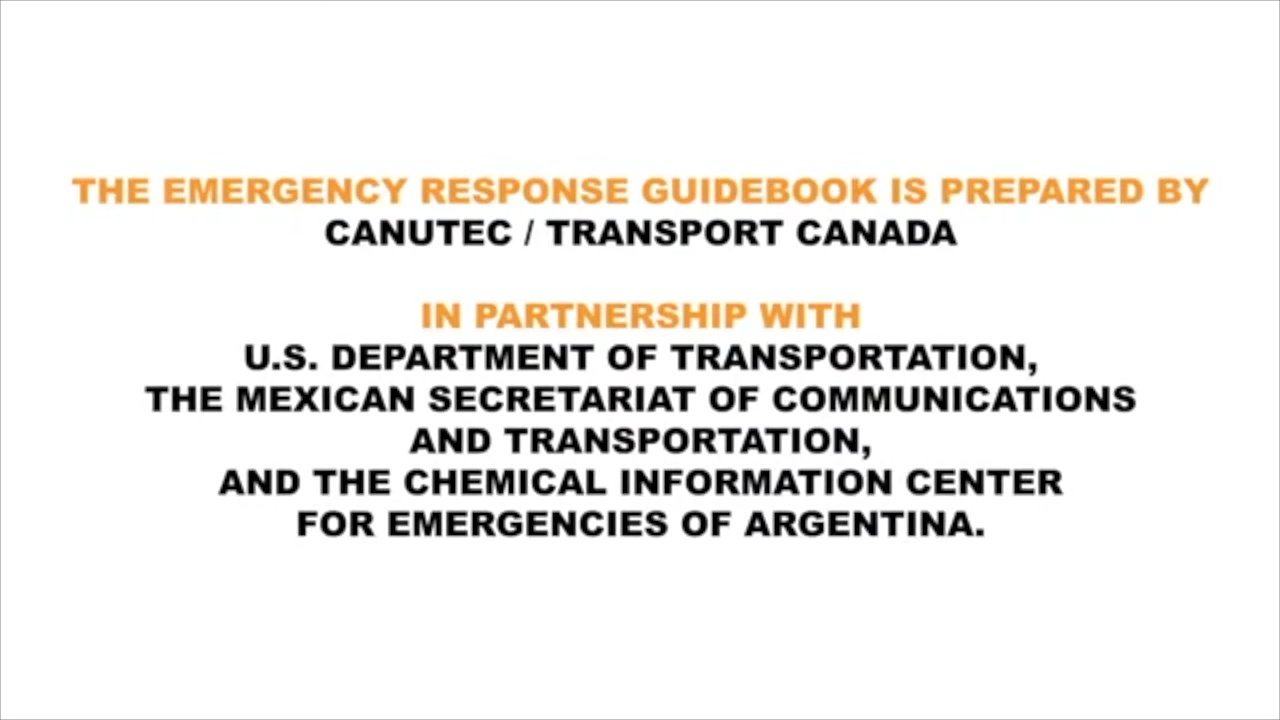 THE EMERGENCY RESPONSE GUIDEBOOK IS PREPARED BY
CANUTEC / TRANSPORT CANADA
IN PARTNERSHIP WITH
U.S. DEPARTMENT OF TRANSPORTATION,
THE MEXICAN SECRETARIAT OF COMMUNICATIONS
AND TRANSPORTATION,
AND THE CHEMICAL INFORMATION CENTER
FOR EMERGENCIES OF ARGENTINA.